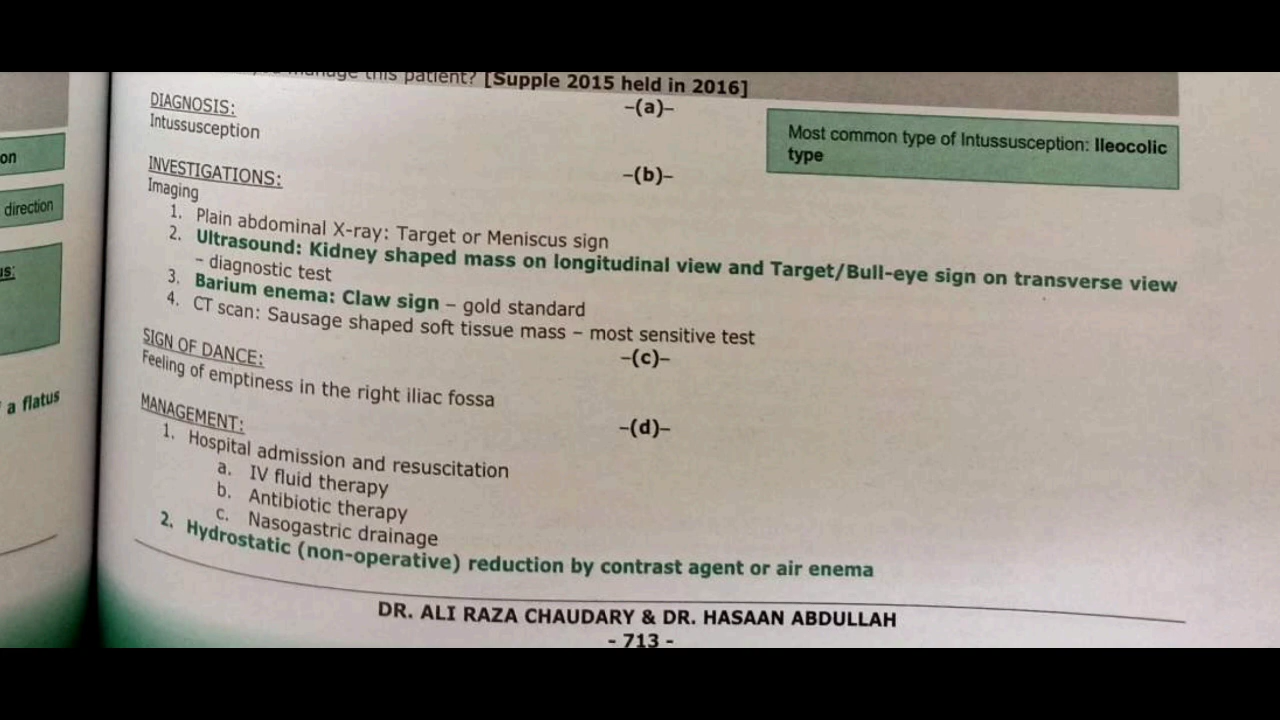 manage this patient? [Supple 2015 held in 2016]
–(a)–
DIAGNOSIS:
Intussusception
Most common type of Intussusception: Ileocolic
type
–(b)–
INVESTIGATIONS:
Imaging
1. Plain abdominal X-ray: Target or Meniscus sign
2. Ultrasound: Kidney shaped mass on longitudinal view and Target/Bull-eye sign on transverse view
– diagnostic test
3. Barium enema: Claw sign – gold standard
4. CT scan: Sausage shaped soft tissue mass – most sensitive test
–(c)–
SIGN OF DANCE:
Feeling of emptiness in the right iliac fossa
–(d)–
MANAGEMENT:
1. Hospital admission and resuscitation
a. IV fluid therapy
b. Antibiotic therapy
c. Nasogastric drainage
2. Hydrostatic (non-operative) reduction by contrast agent or air enema
DR. ALI RAZA CHAUDARY & DR. HASAAN ABDULLAH
- 713 -
on
direction
us:
a flatus